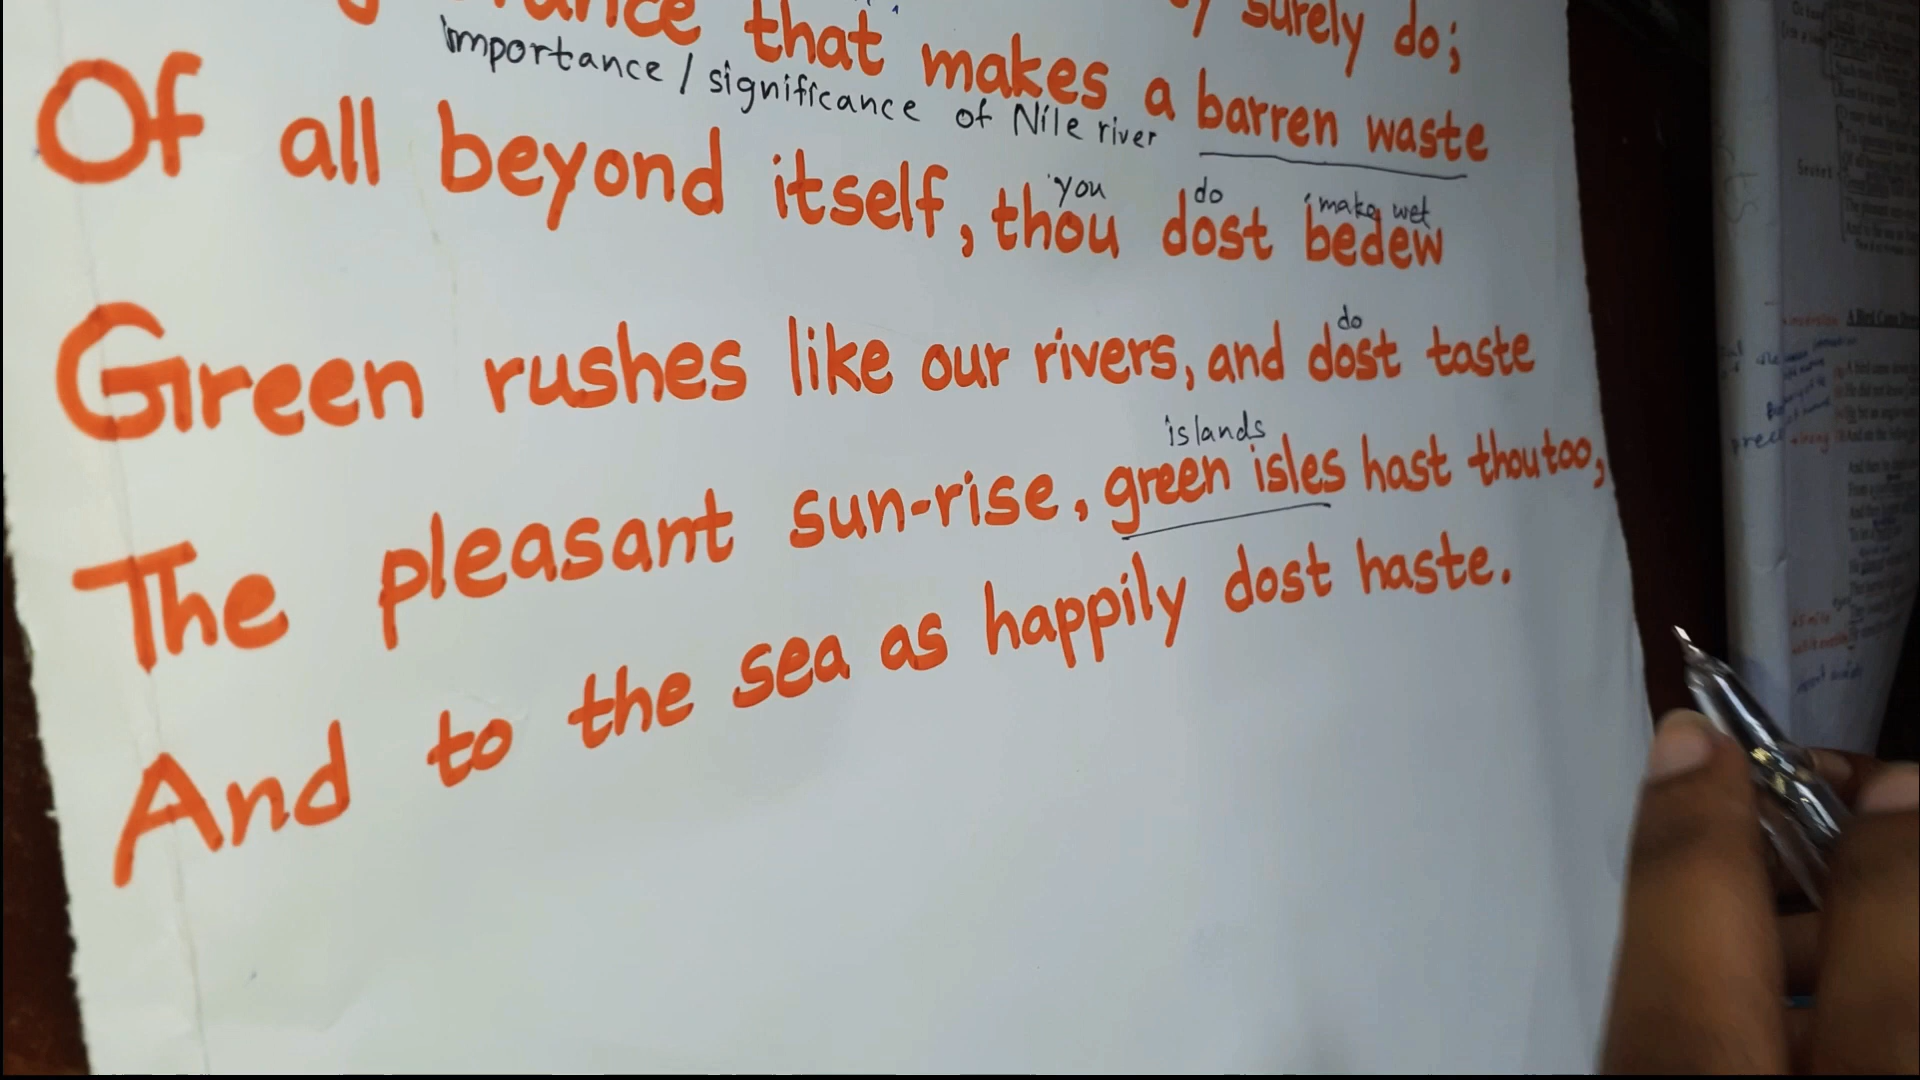 surely do;
that makes a barren waste
importance / significance of Nile river
Of all beyond itself, thou dost bedew
you do make wet
Green rushes like our rivers, and dost taste
do
The pleasant sun-rise, green isles hast thou too,
islands
And to the sea as happily dost haste.